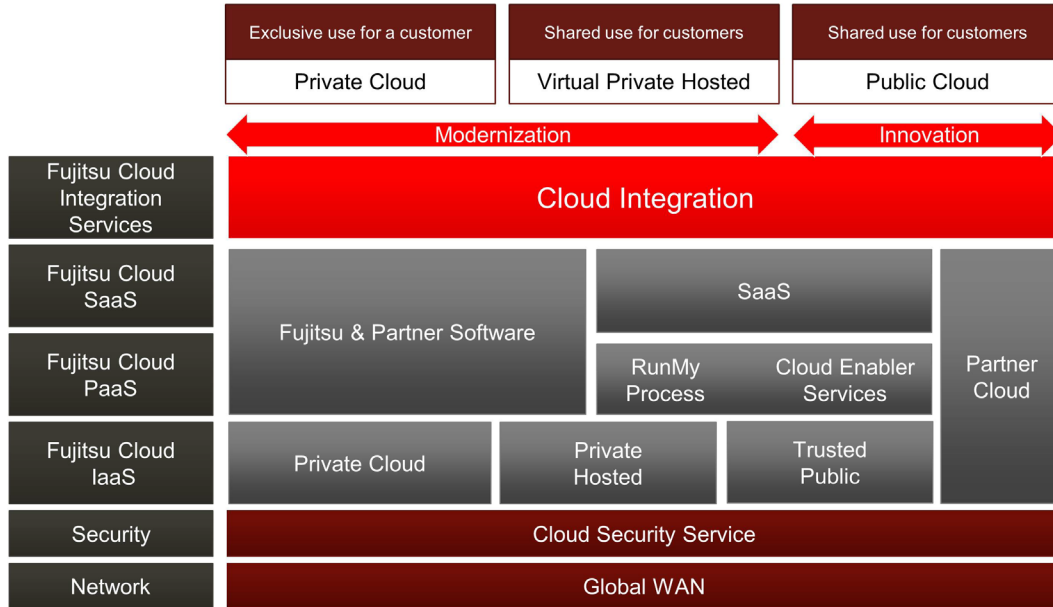 Exclusive use for a customer
Shared use for customers
Shared use for customers
Private Cloud
Virtual Private Hosted
Public Cloud
Modernization
Innovation
Fujitsu Cloud
Integration
Services
Cloud Integration
Fujitsu Cloud
SaaS
Fujitsu & Partner Software
SaaS
Fujitsu Cloud
PaaS
RunMy
Process
Cloud Enabler
Services
Partner
Cloud
Fujitsu Cloud
IaaS
Private Cloud
Private
Hosted
Trusted
Public
Security
Cloud Security Service
Network
Global WAN